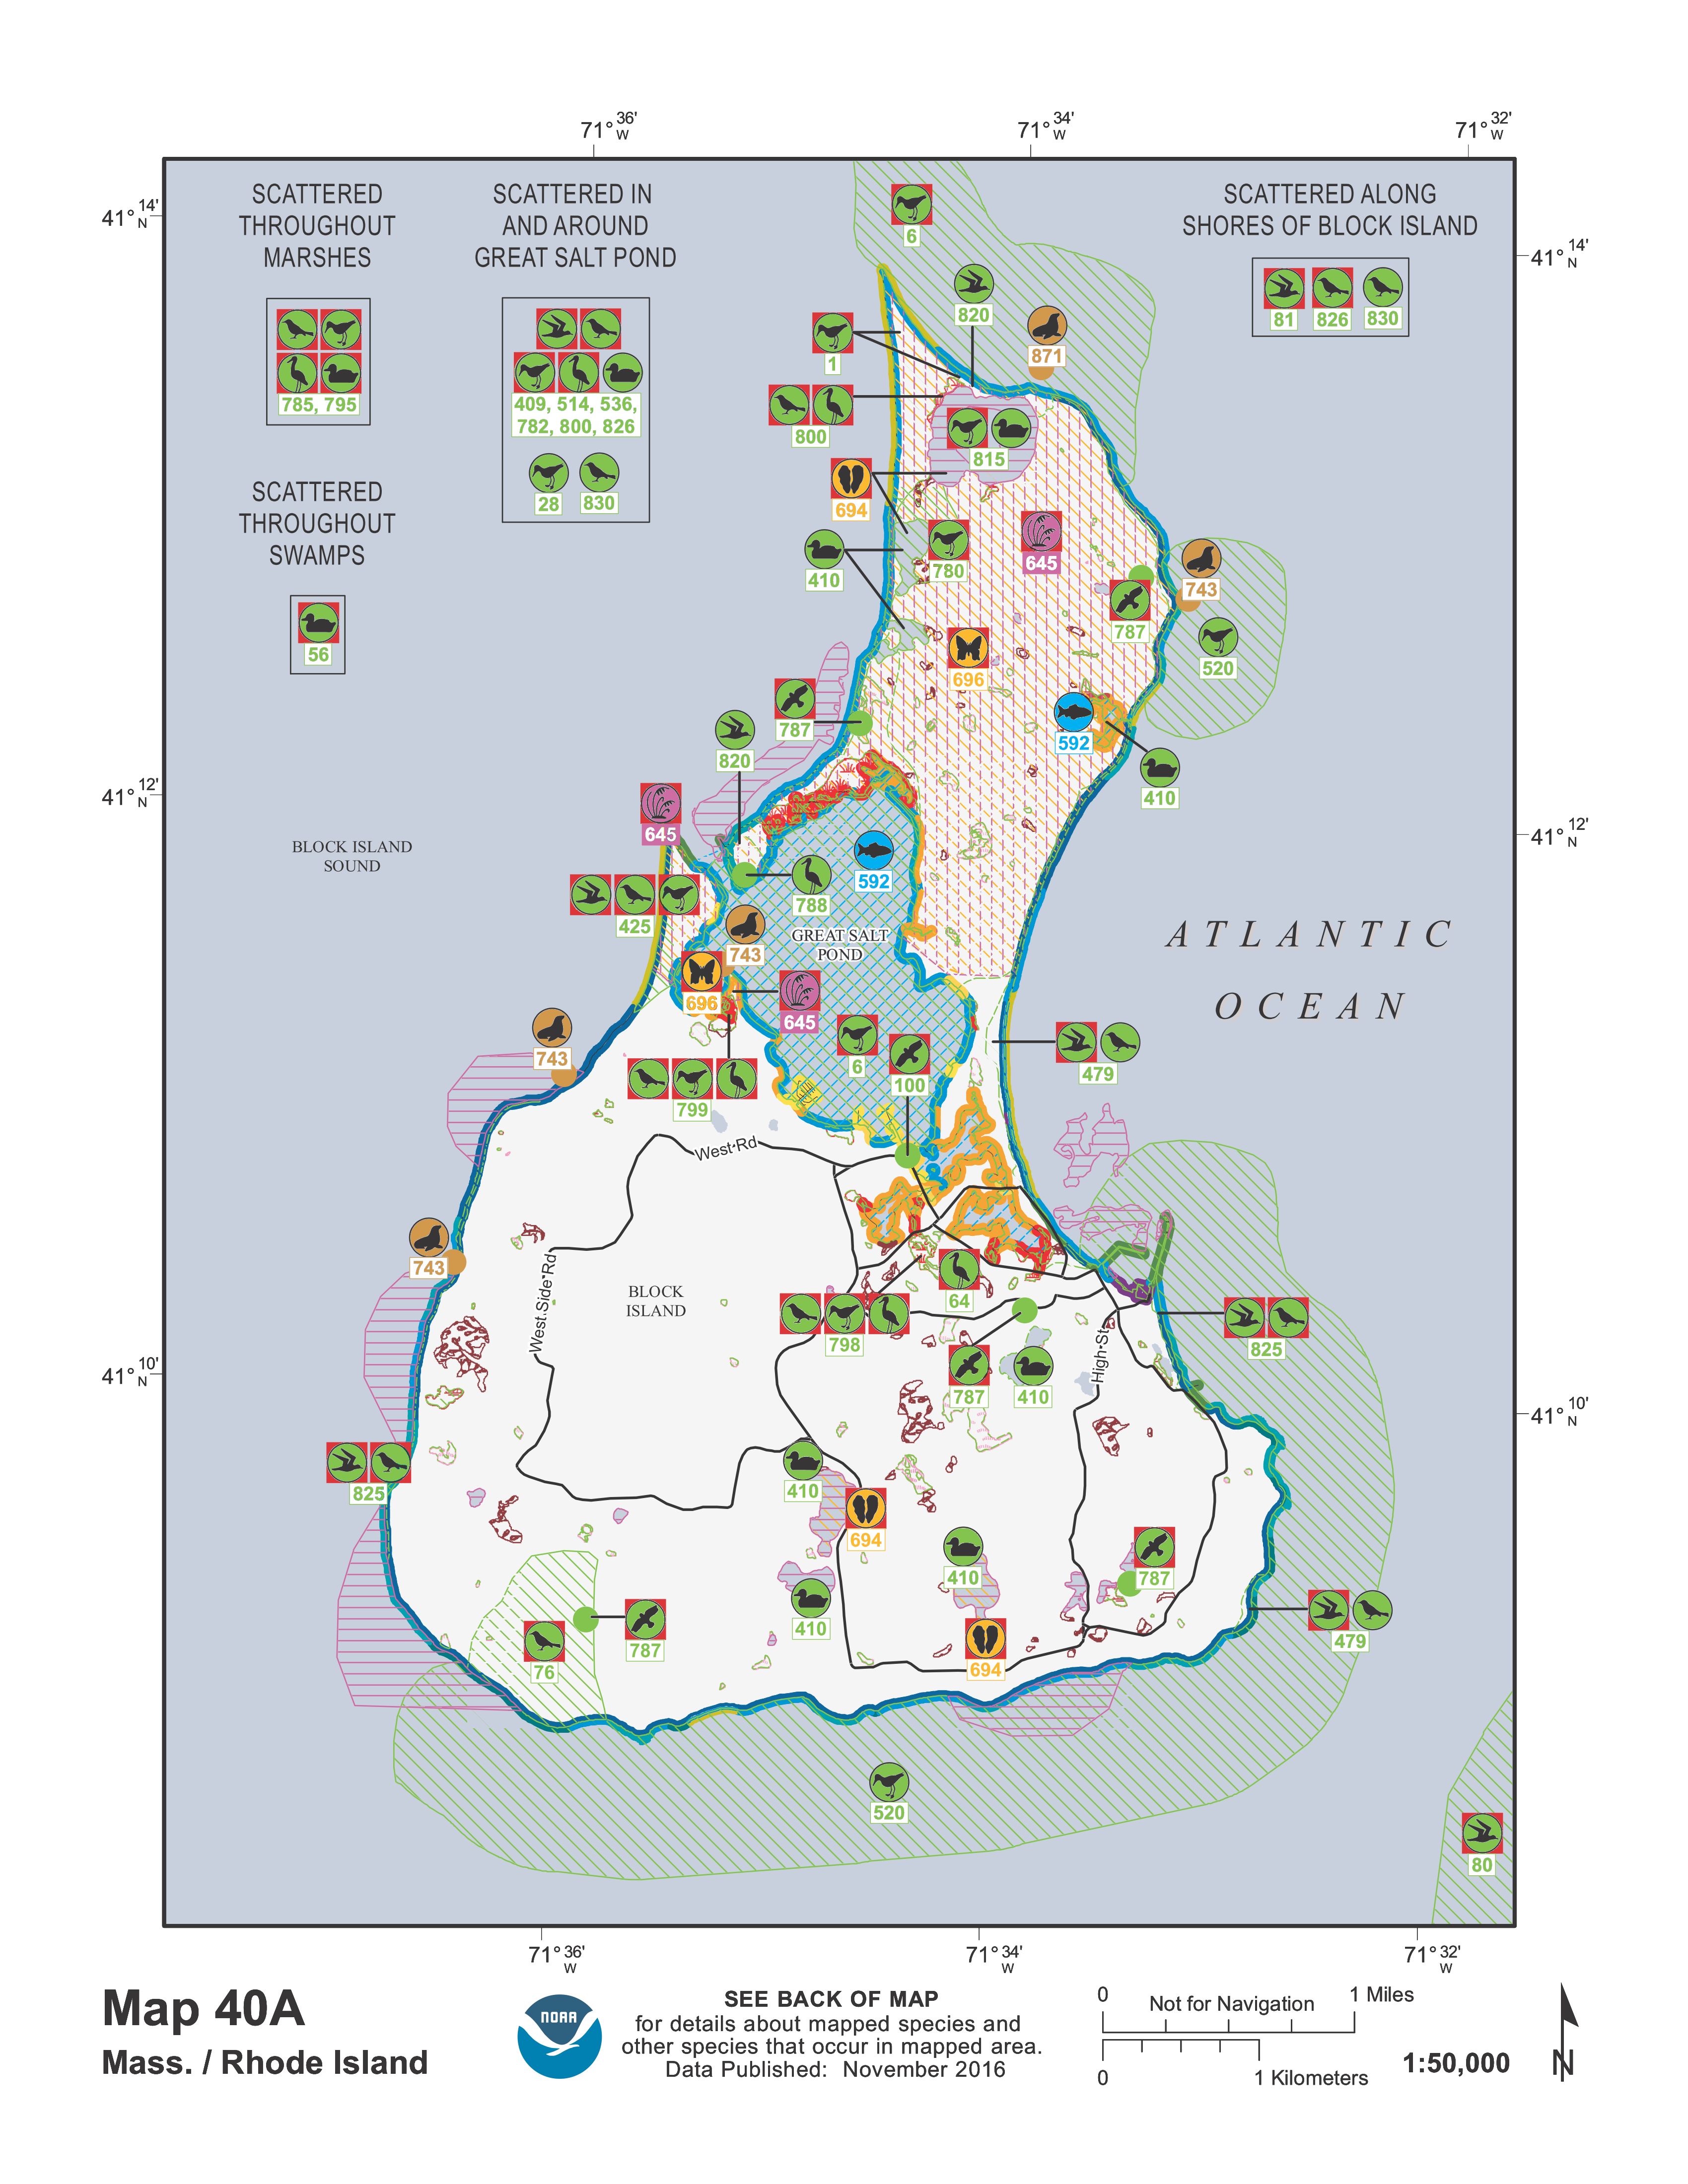 71° 36' W
71° 34' W
71° 32' W
41° 14' N
SCATTERED
THROUGHOUT
MARSHES
785, 795
SCATTERED IN
AND AROUND
GREAT SALT POND
409, 514, 536,
782, 800, 826
28
830
SCATTERED ALONG
SHORES OF BLOCK ISLAND
81
826
830
41° 14' N
SCATTERED
THROUGHOUT
SWAMPS
56
6
820
871
1
800
815
694
780
645
410
743
787
520
696
787
592
820
410
41° 12' N
645
41° 12' N
BLOCK ISLAND
SOUND
592
788
425
GREAT SALT
POND
743
ATLANTIC
OCEAN
696
645
743
6
100
479
799
West Rd
743
West Side Rd
BLOCK
ISLAND
64
798
825
High St
787
410
41° 10' N
41° 10' N
825
410
694
410
787
410
76
787
694
479
520
80
71° 36' W
71° 34' W
71° 32' W
Map 40A
Mass. / Rhode Island
NOAA
SEE BACK OF MAP
for details about mapped species and
other species that occur in mapped area.
Data Published: November 2016
0
1 Miles
Not for Navigation
0
1 Kilometers
1:50,000
N